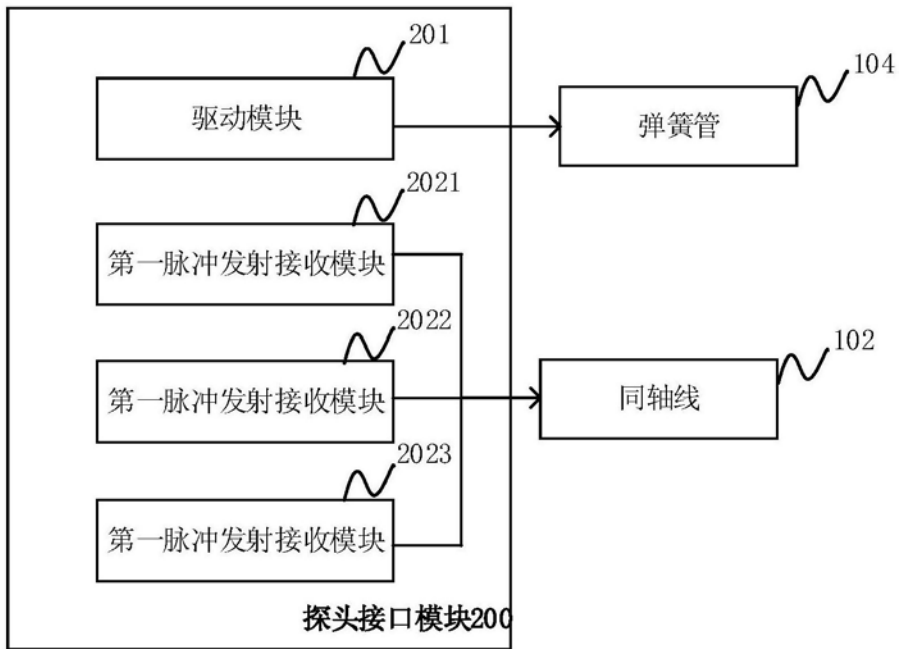 201
驱动模块
104
弹簧管
2021
第一脉冲发射接收模块
2022
第一脉冲发射接收模块
102
同轴线
2023
第一脉冲发射接收模块
探头接口模块200